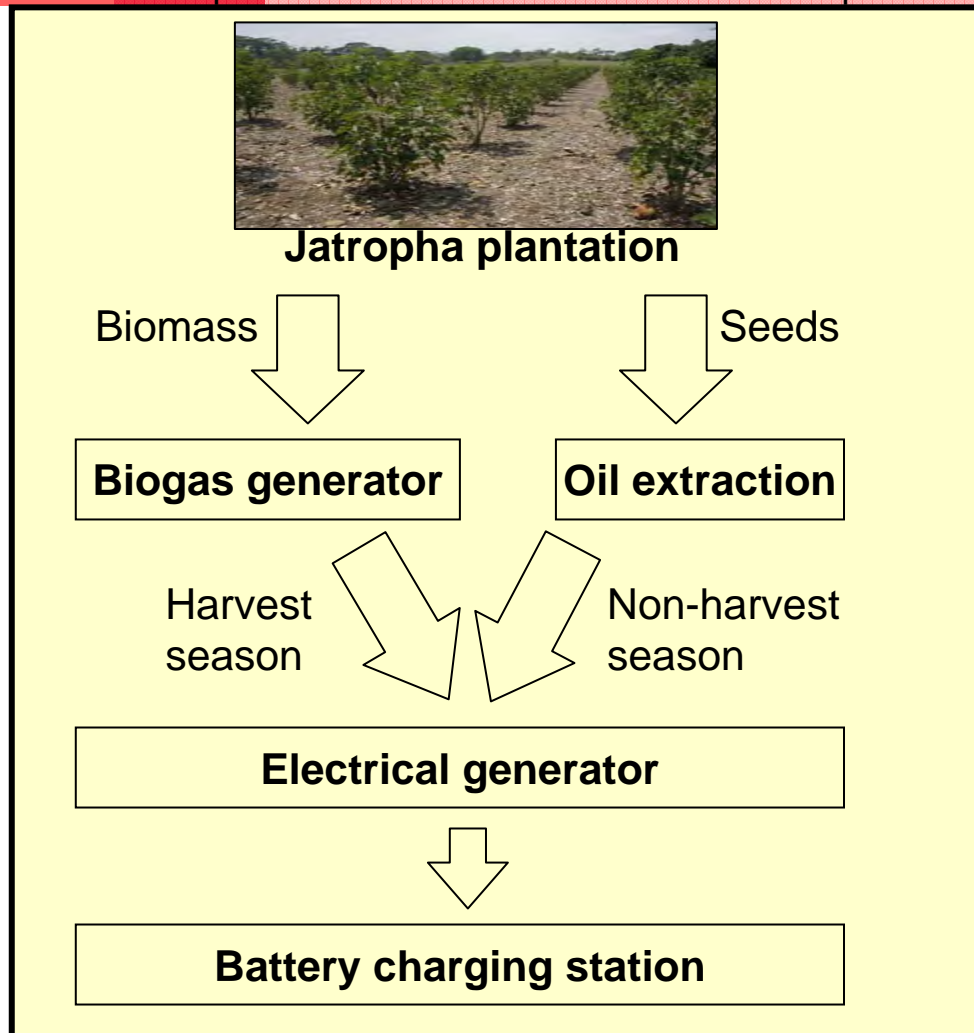 Jatropha plantation
Biomass
Seeds
Biogas generator
Oil extraction
Harvest
season
Non-harvest
season
Electrical generator
Battery charging station